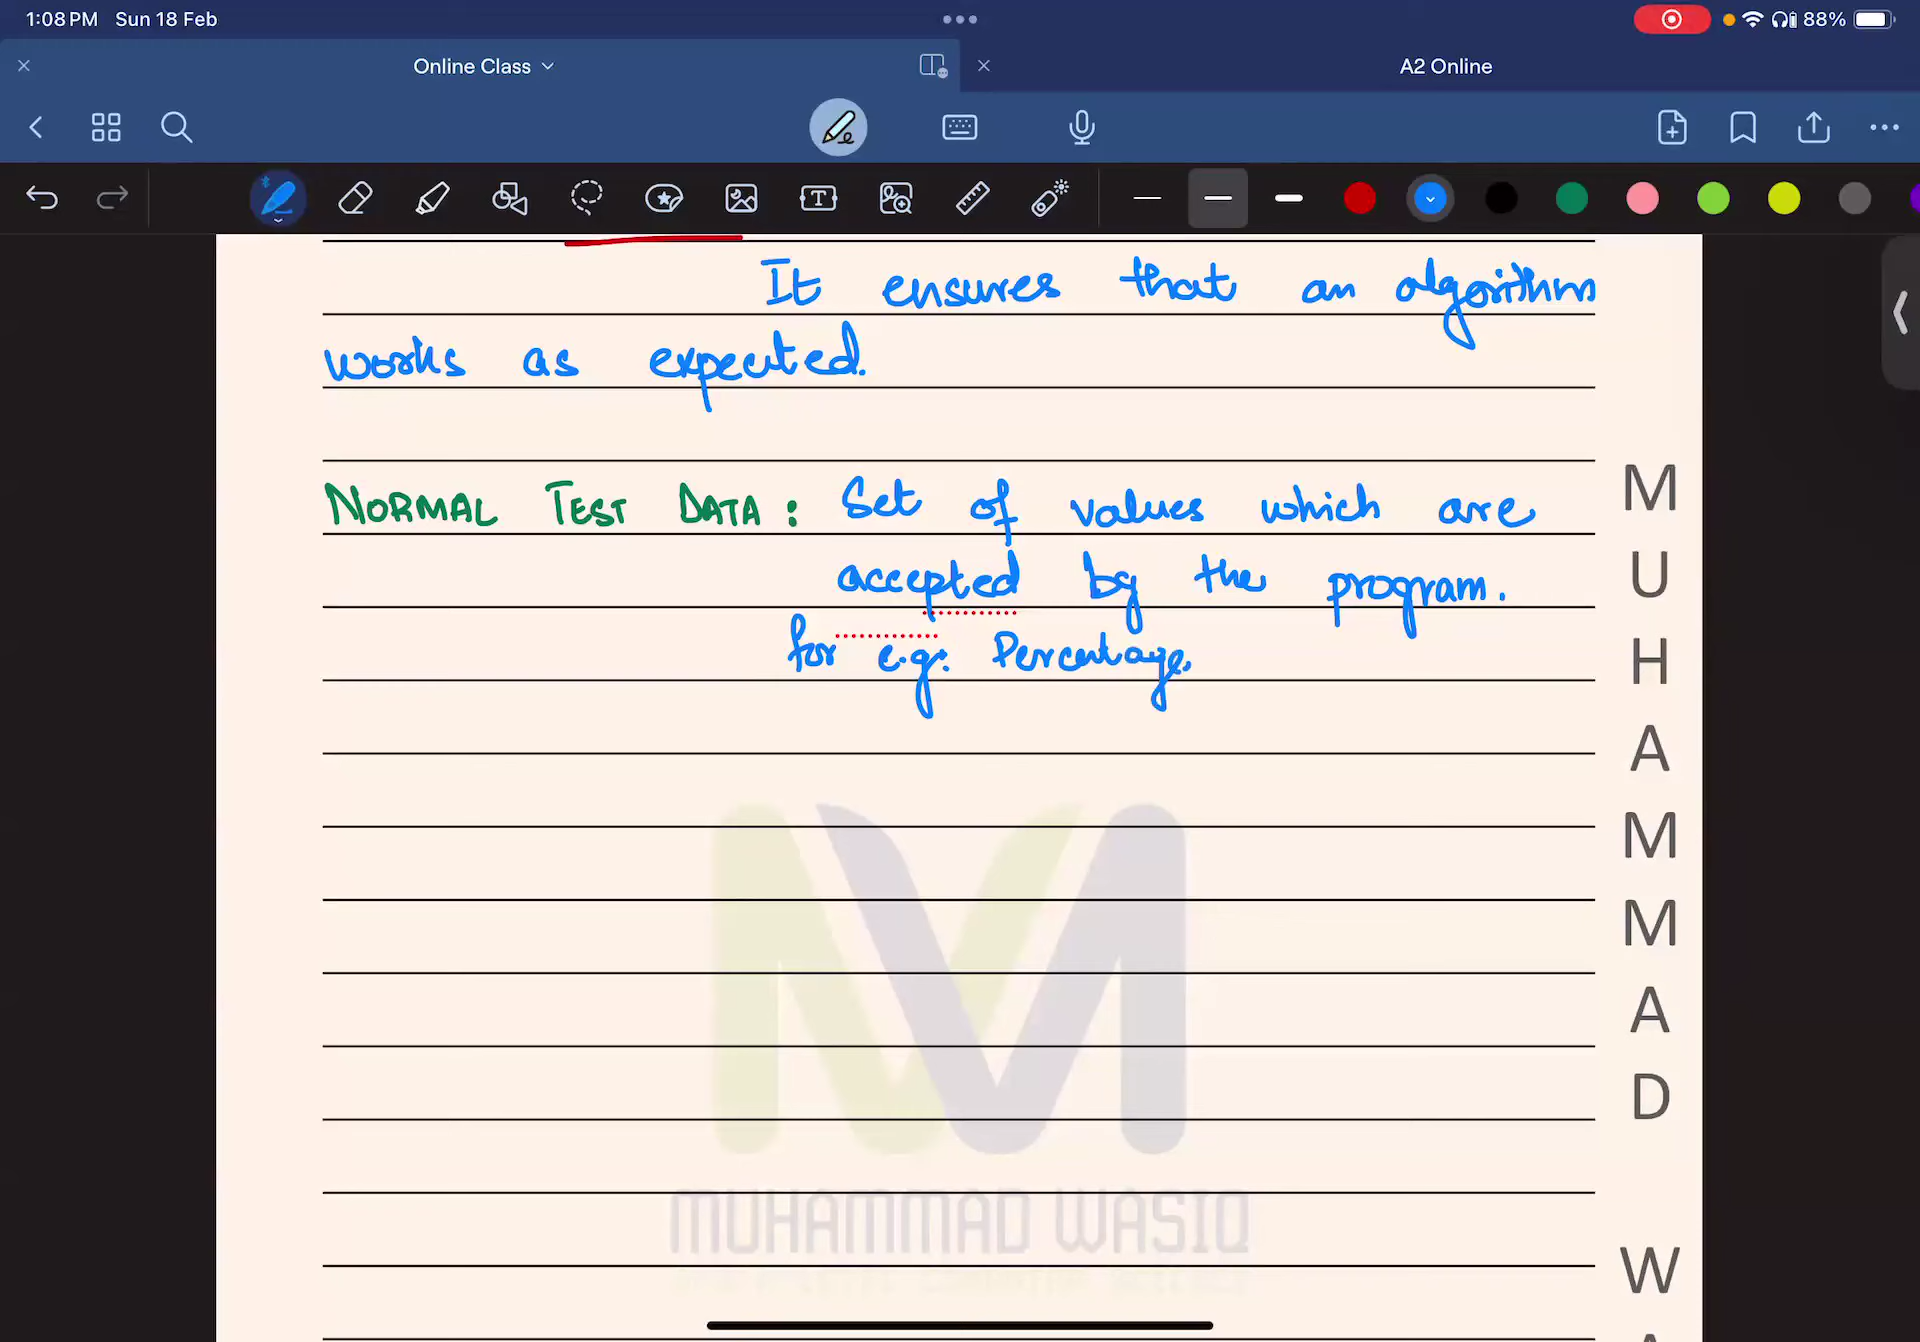 1:08 PM Sun 18 Feb
88%
Online Class
A2 Online
It ensures that an algorithm
works as expected.
NORMAL TEST DATA: Set of values which are
accepted by the program.
for e.g: Percentage.
MUHAMMAD W
MUHAMMAD WASIQ